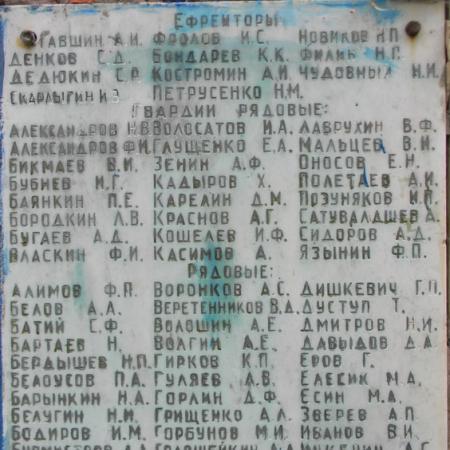 Ефрейторы
Гавшин А.И. Фролов И.С. Новиков Н.П.
Денков С.Д. Бондарев К.К. Филин Н.Г.
Дедюкин С.Р. Костромин А.И. Чудовный Н.И.
Скарлыгин И.З. Петрусенко Н.М.
Гвардии рядовые:
Александров Н.В. Волосатов И.А. Лаврухин В.Ф.
Александров Ф.И. Глущенко Е.А. Мальцев В.И.
Бикмаев В.И. Зенин А.Ф. Оносов Е.Н.
Бубнев И.Г. Кадыров Х. Полетаев А.И.
Баянкин П.Е. Карелин Д.М. Позуняков И.П.
Бородкин Л.В. Краснов А.Г. Сатувалдшев А.
Бугаев А.Д. Кошелев И.Ф. Сидоров А.Д.
Власкин Ф.И. Касимов А. Язынин Ф.П.
Рядовые:
Алимов Ф.П. Воронков А.С. Дишкевич Г.П.
Белов А.А. Веретенников В.Д. Дуступ Т.
Батий С.Ф. Волошин А.Е. Дмитров Н.И.
Бартаев Н. Волгин А.Е. Давыдов Д.А.
Бердышев Н.П. Гирков К.П. Еров Г.
Белоусов П.А. Гуляев А.В. Елесик М.А.
Барынкин Н.А. Горлин Д.Ф. Есин М.А.
Белугин Н.И. Грищенко А.Л. Зверев А.П.
Бодиров И.М. Горбунов М.И. Иванов В.И.